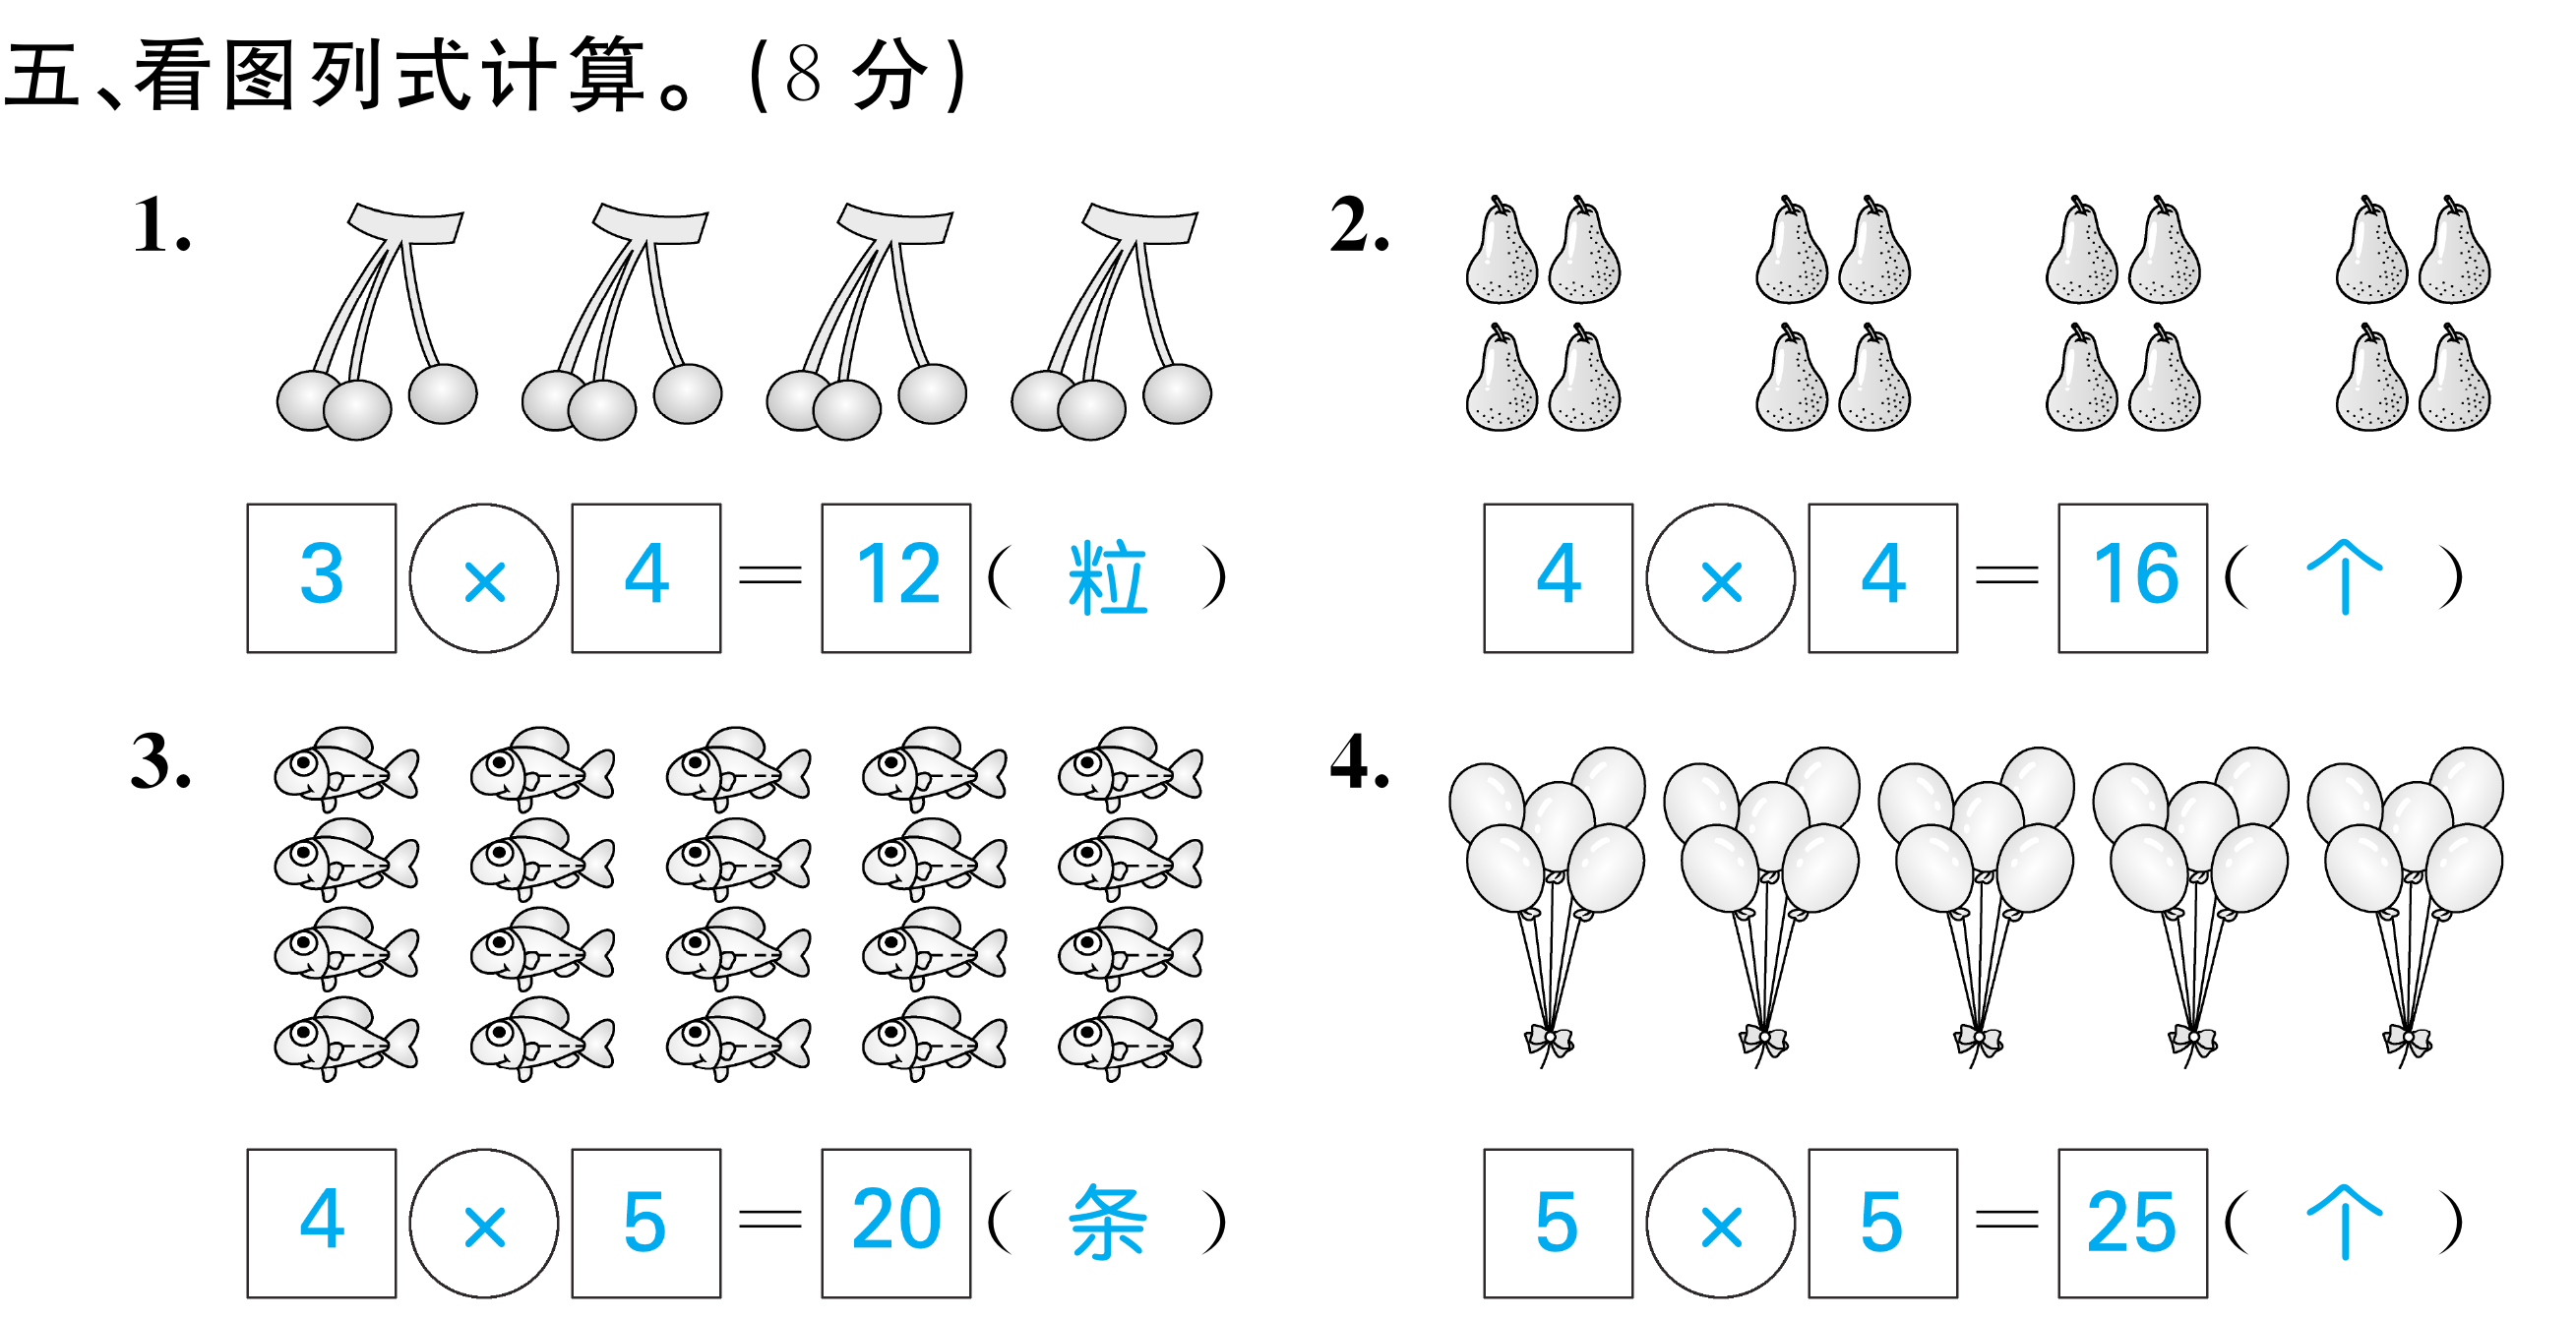 五、看图列式计算。(8 分)
1.
2.
3 × 4 = 12 ( 粒 )
4 × 4 = 16 ( 个 )
3.
4.
4 × 5 = 20 ( 条 )
5 × 5 = 25 ( 个 )